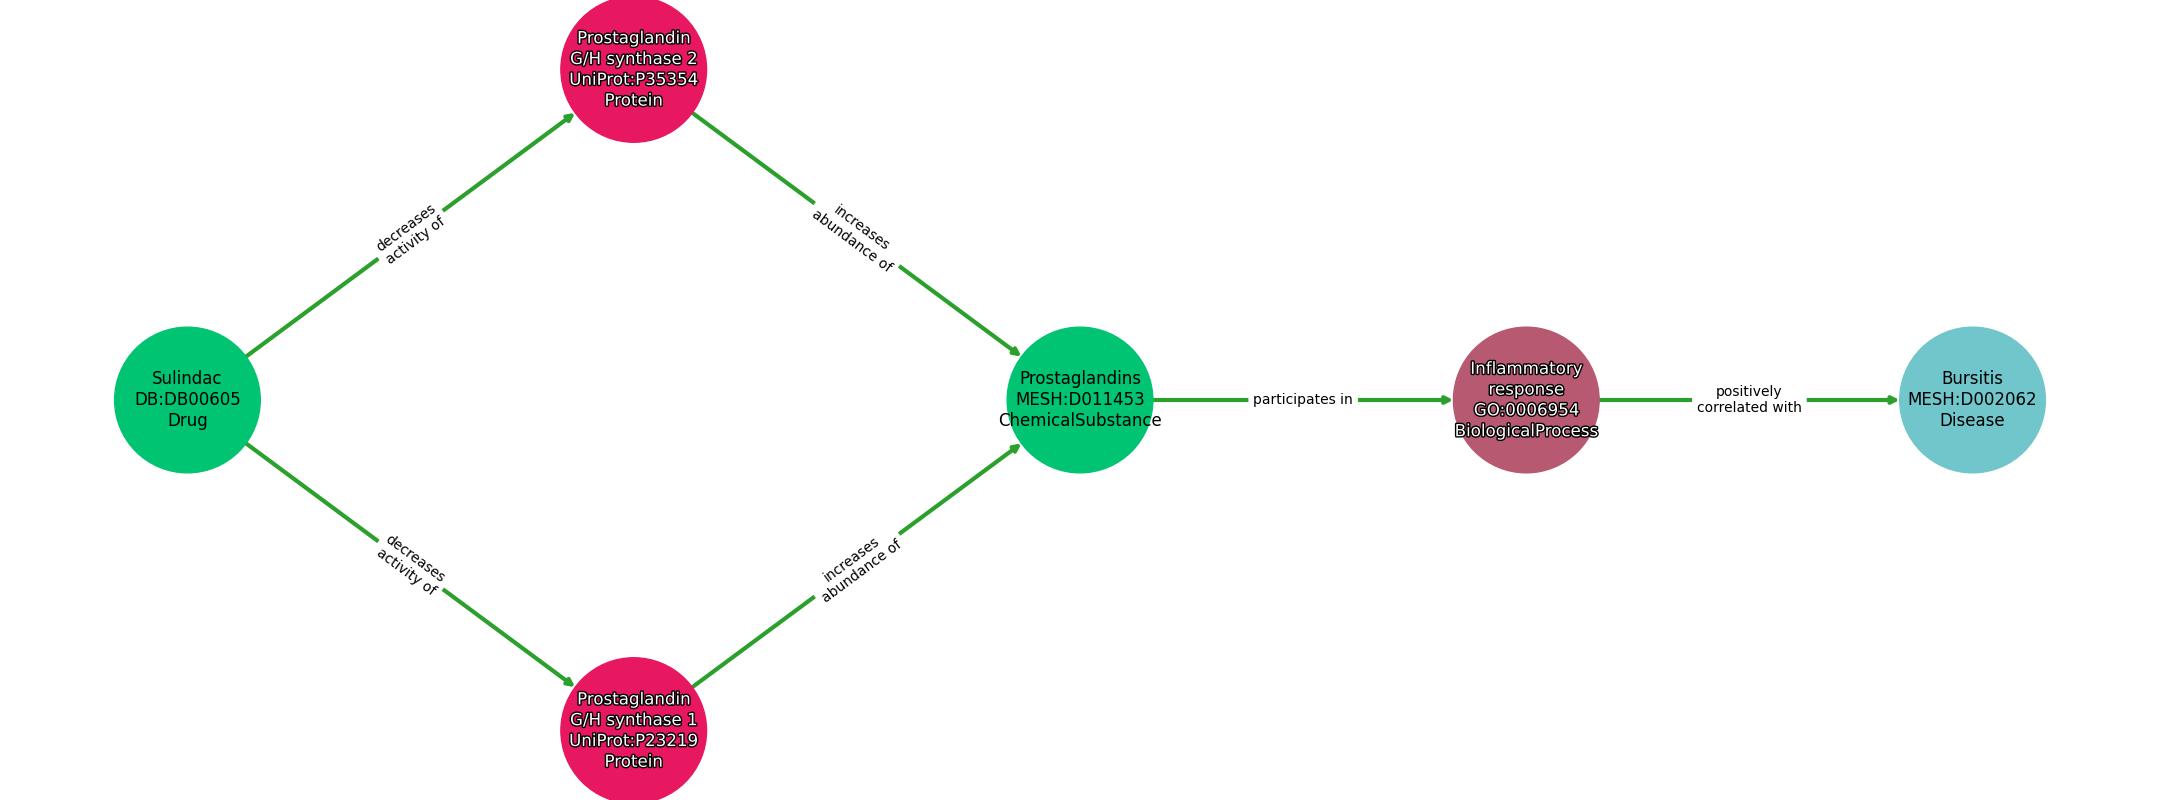 Prostaglandin
G/H synthase 2
UniProt:P35354
Protein
decreases
activity of
increases
abundance of
Sulindac
DB:DB00605
Drug
Prostaglandins
MESH:D011453
ChemicalSubstance
participates in
Inflammatory
response
GO:0006954
BiologicalProcess
positively
correlated with
Bursitis
MESH:D002062
Disease
decreases
activity of
increases
abundance of
Prostaglandin
G/H synthase 1
UniProt:P23219
Protein